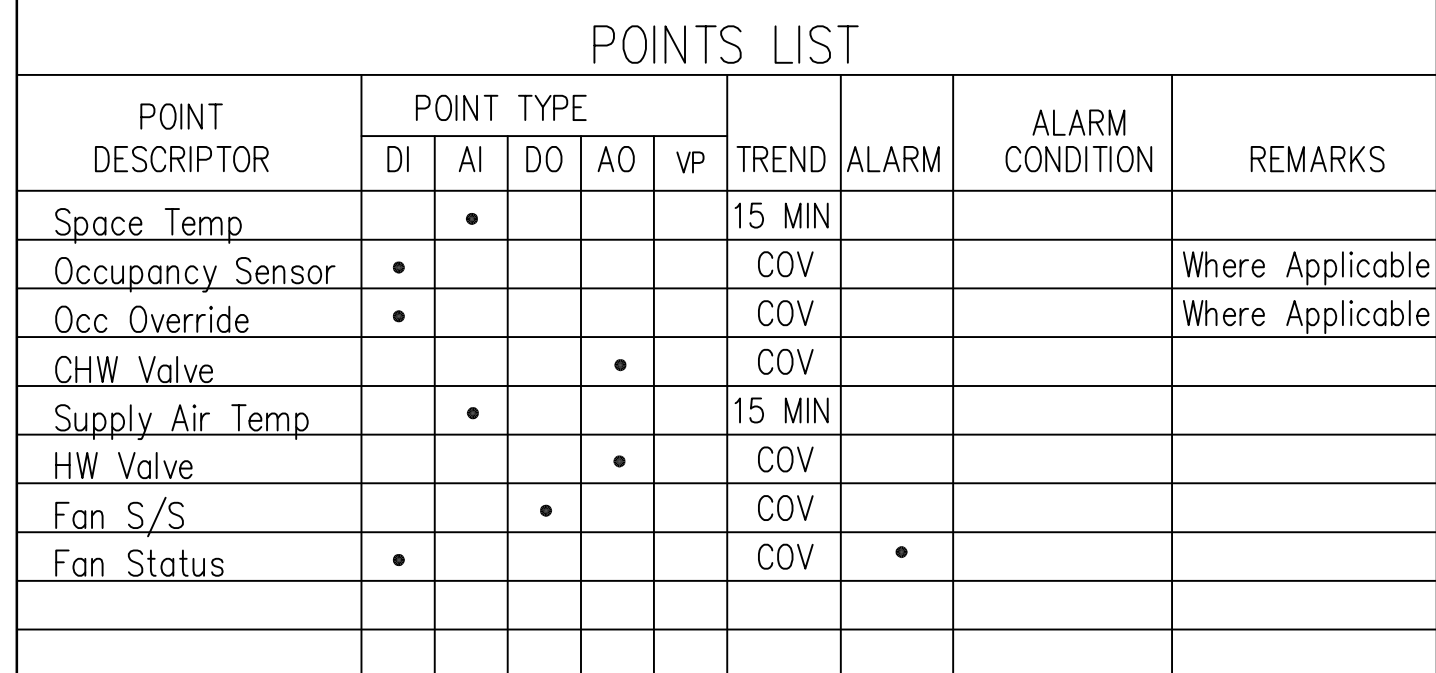 POINTS LIST
POINT DESCRIPTOR POINT TYPE DI AI DO AO VP TREND ALARM ALARM CONDITION REMARKS
Space Temp • 15 MIN
Occupancy Sensor • COV Where Applicable
Occ Override • COV Where Applicable
CHW Valve • COV
Supply Air Temp • 15 MIN
HW Valve • COV
Fan S/S • COV
Fan Status • COV •